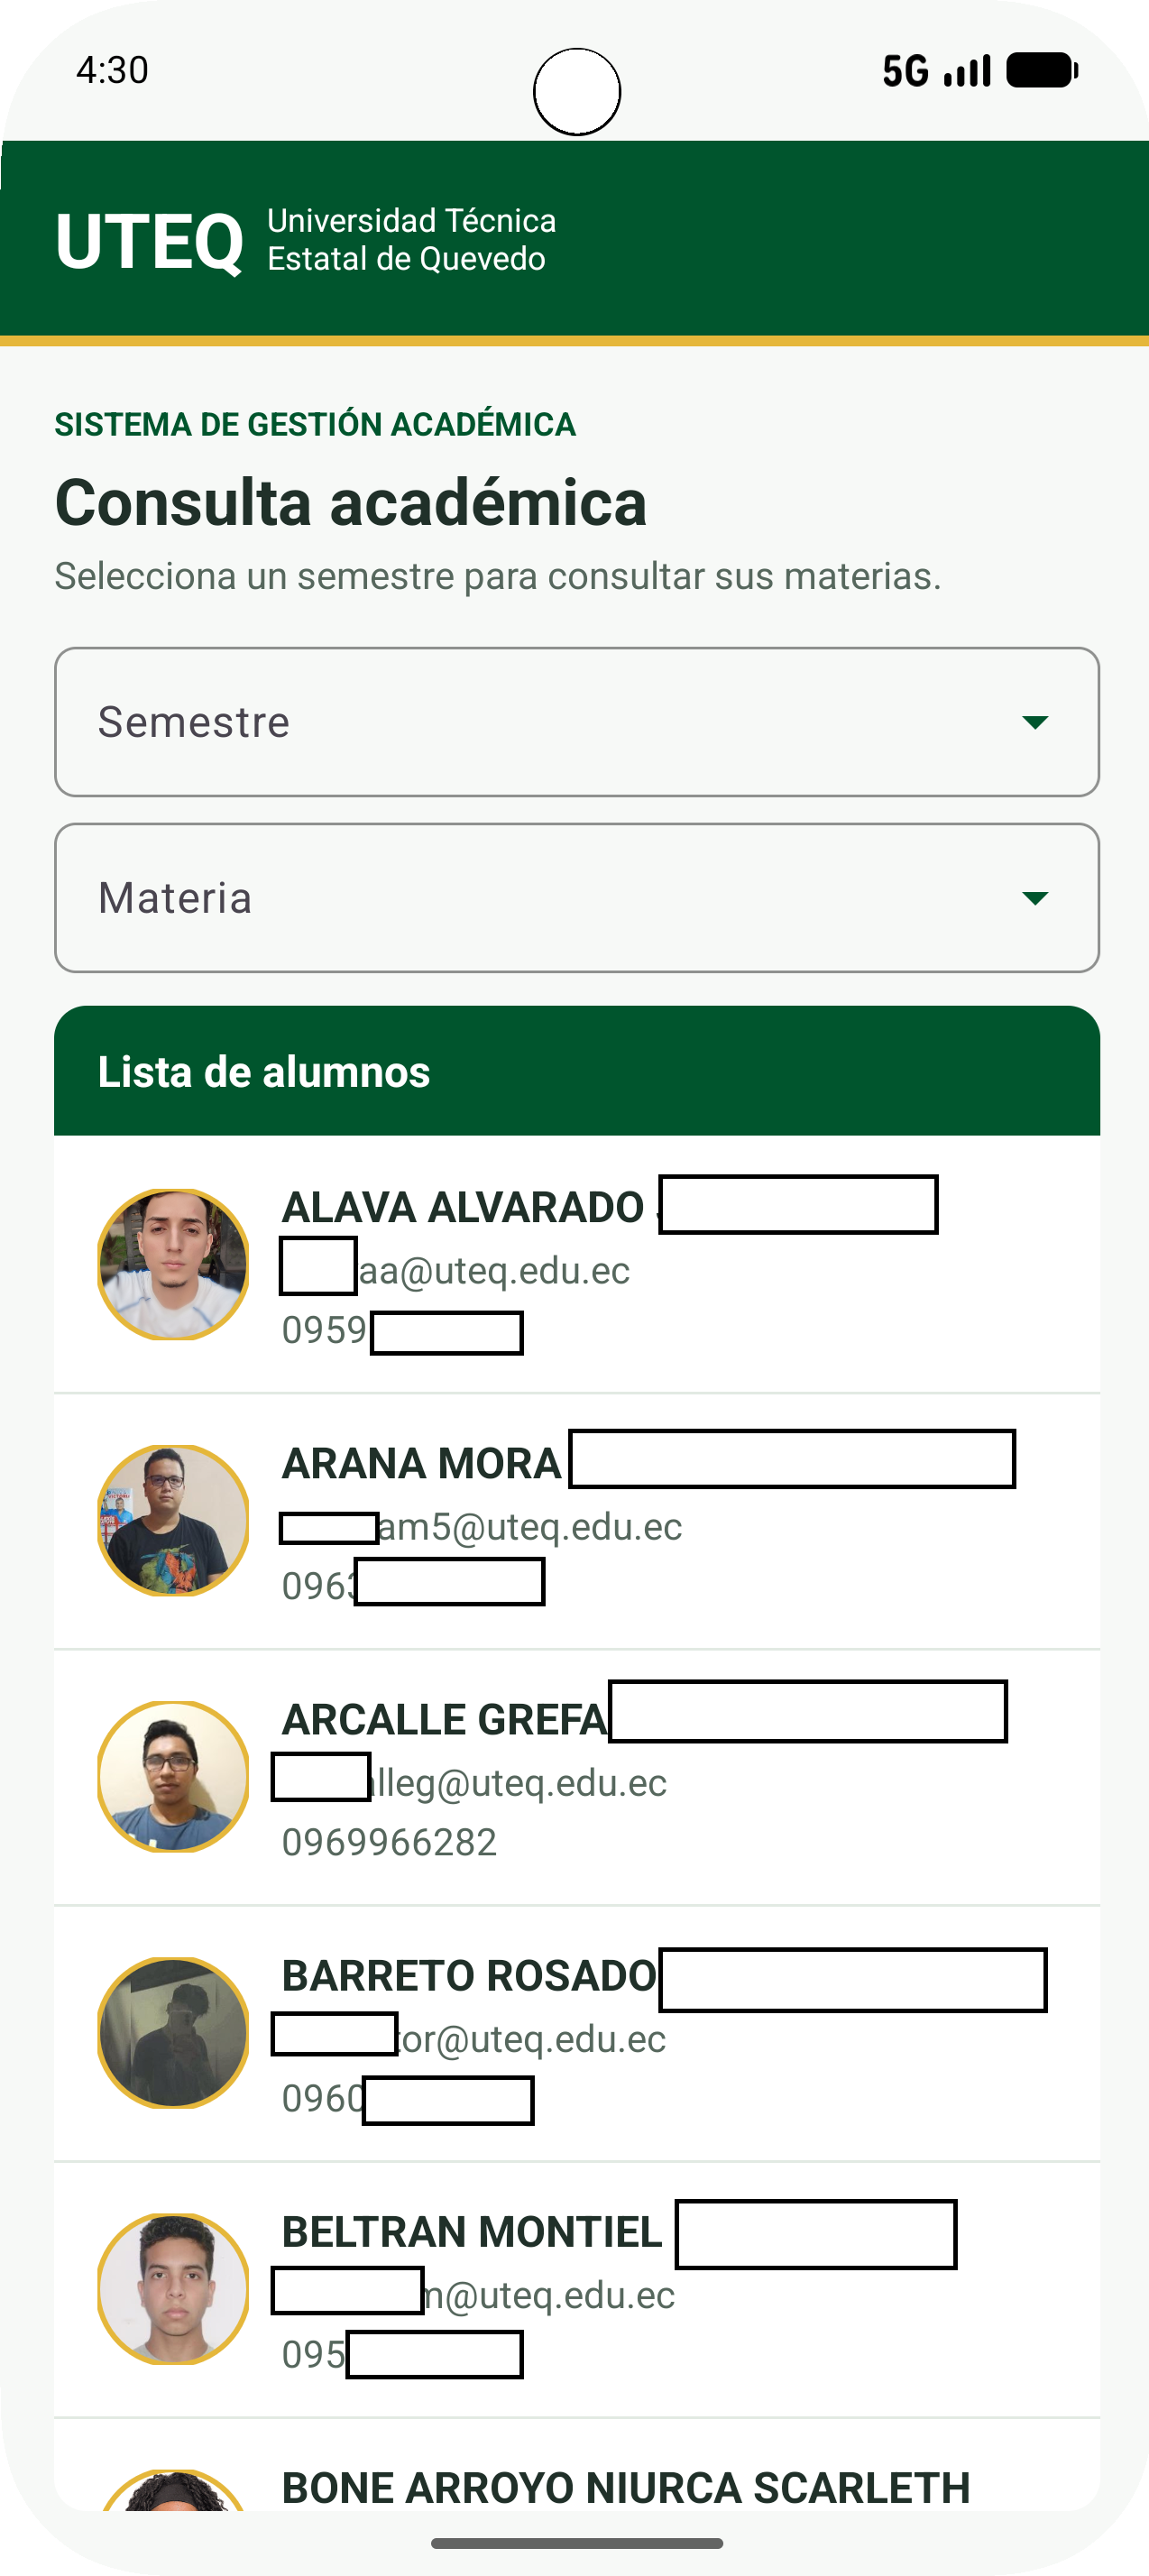 4:30
5G
UTEQ
Universidad Técnica
Estatal de Quevedo
SISTEMA DE GESTIÓN ACADÉMICA
Consulta académica
Selecciona un semestre para consultar sus materias.
Semestre
Materia
Lista de alumnos
ALAVA ALVARADO
aa@uteq.edu.ec
0959
ARANA MORA
am5@uteq.edu.ec
0963
ARCALLE GREFA
lleg@uteq.edu.ec
0969966282
BARRETO ROSADO
tor@uteq.edu.ec
0960
BELTRAN MONTIEL
m@uteq.edu.ec
095
BONE ARROYO NIURCA SCARLETH